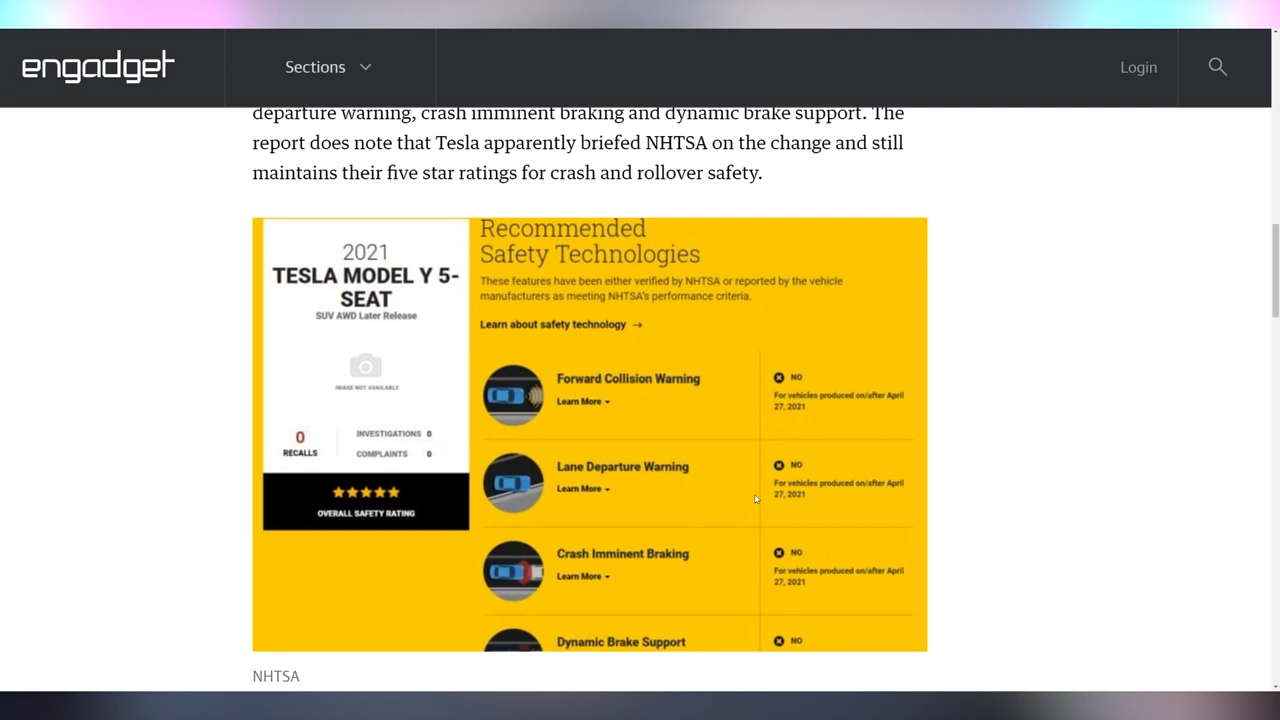 engadget
Sections
Login
departure warning, crash imminent braking and dynamic brake support. The
report does note that Tesla apparently briefed NHTSA on the change and still
maintains their five star ratings for crash and rollover safety.
2021
TESLA MODEL Y 5-
SEAT
SUV AWD Later Release
IMAGE NOT AVAILABLE
0
RECALLS
INVESTIGATIONS 0
COMPLAINTS 0
OVERALL SAFETY RATING
Recommended
Safety Technologies
These features have been either verified by NHTSA or reported by the vehicle
manufacturers as meeting NHTSA's performance criteria.
Learn about safety technology →
Forward Collision Warning
Learn More
NO
For vehicles produced on/after April
27, 2021
Lane Departure Warning
Learn More
NO
For vehicles produced on/after April
27, 2021
Crash Imminent Braking
Learn More
NO
For vehicles produced on/after April
27, 2021
Dynamic Brake Support
NO
NHTSA